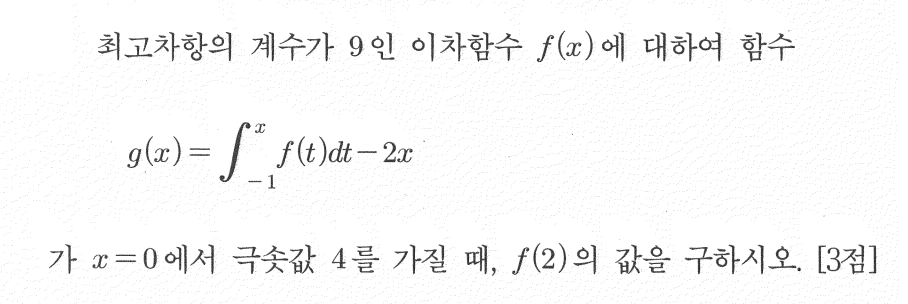 최고차항의 계수가 9인 이차함수 f(x)에 대하여 함수
g(x) = ∫_{-1}^{x} f(t)dt - 2x
가 x=0에서 극솟값 4를 가질 때, f(2)의 값을 구하시오. [3점]